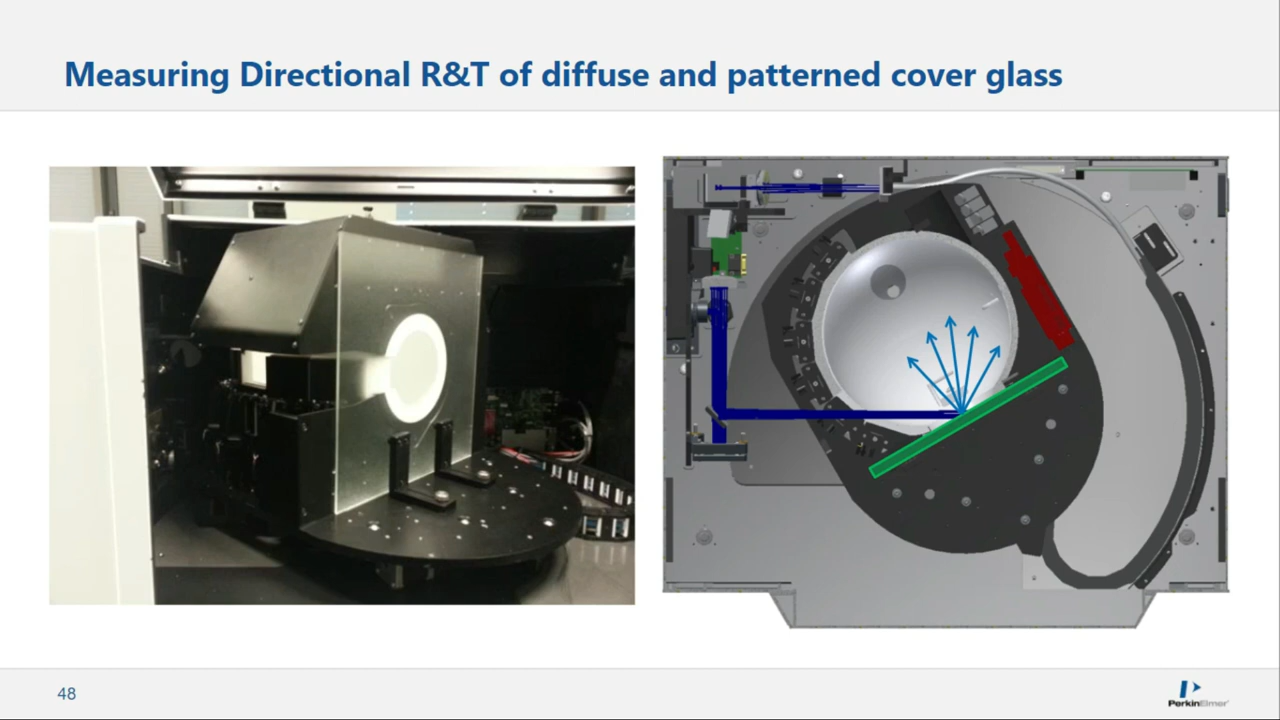 Measuring Directional R&T of diffuse and patterned cover glass
48
PerkinElmer